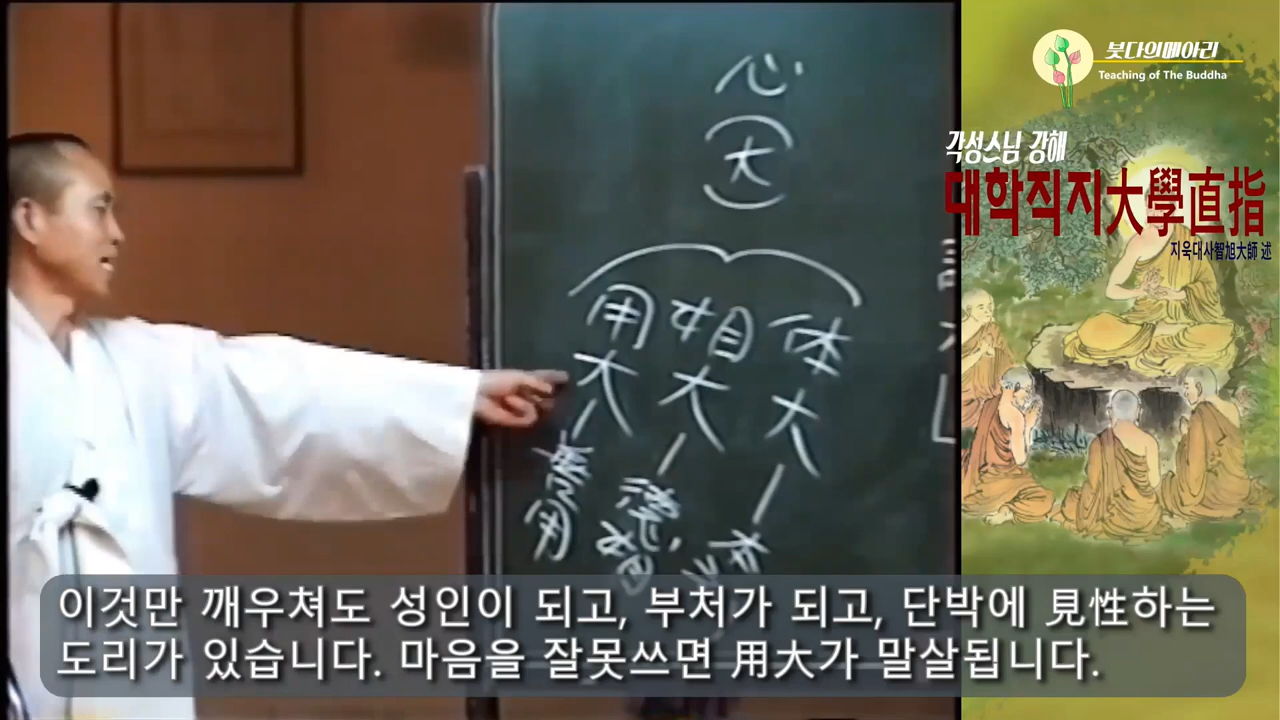 心
(大)
用 相 体
大 大 大
붓다의메아리
Teaching of The Buddha
각성스님 강해
대학직지大學直指
지욱대사智旭大師 述
이것만 깨우쳐도 성인이 되고, 부처가 되고, 단박에 見性하는
도리가 있습니다. 마음을 잘못쓰면 用大가 말살됩니다.